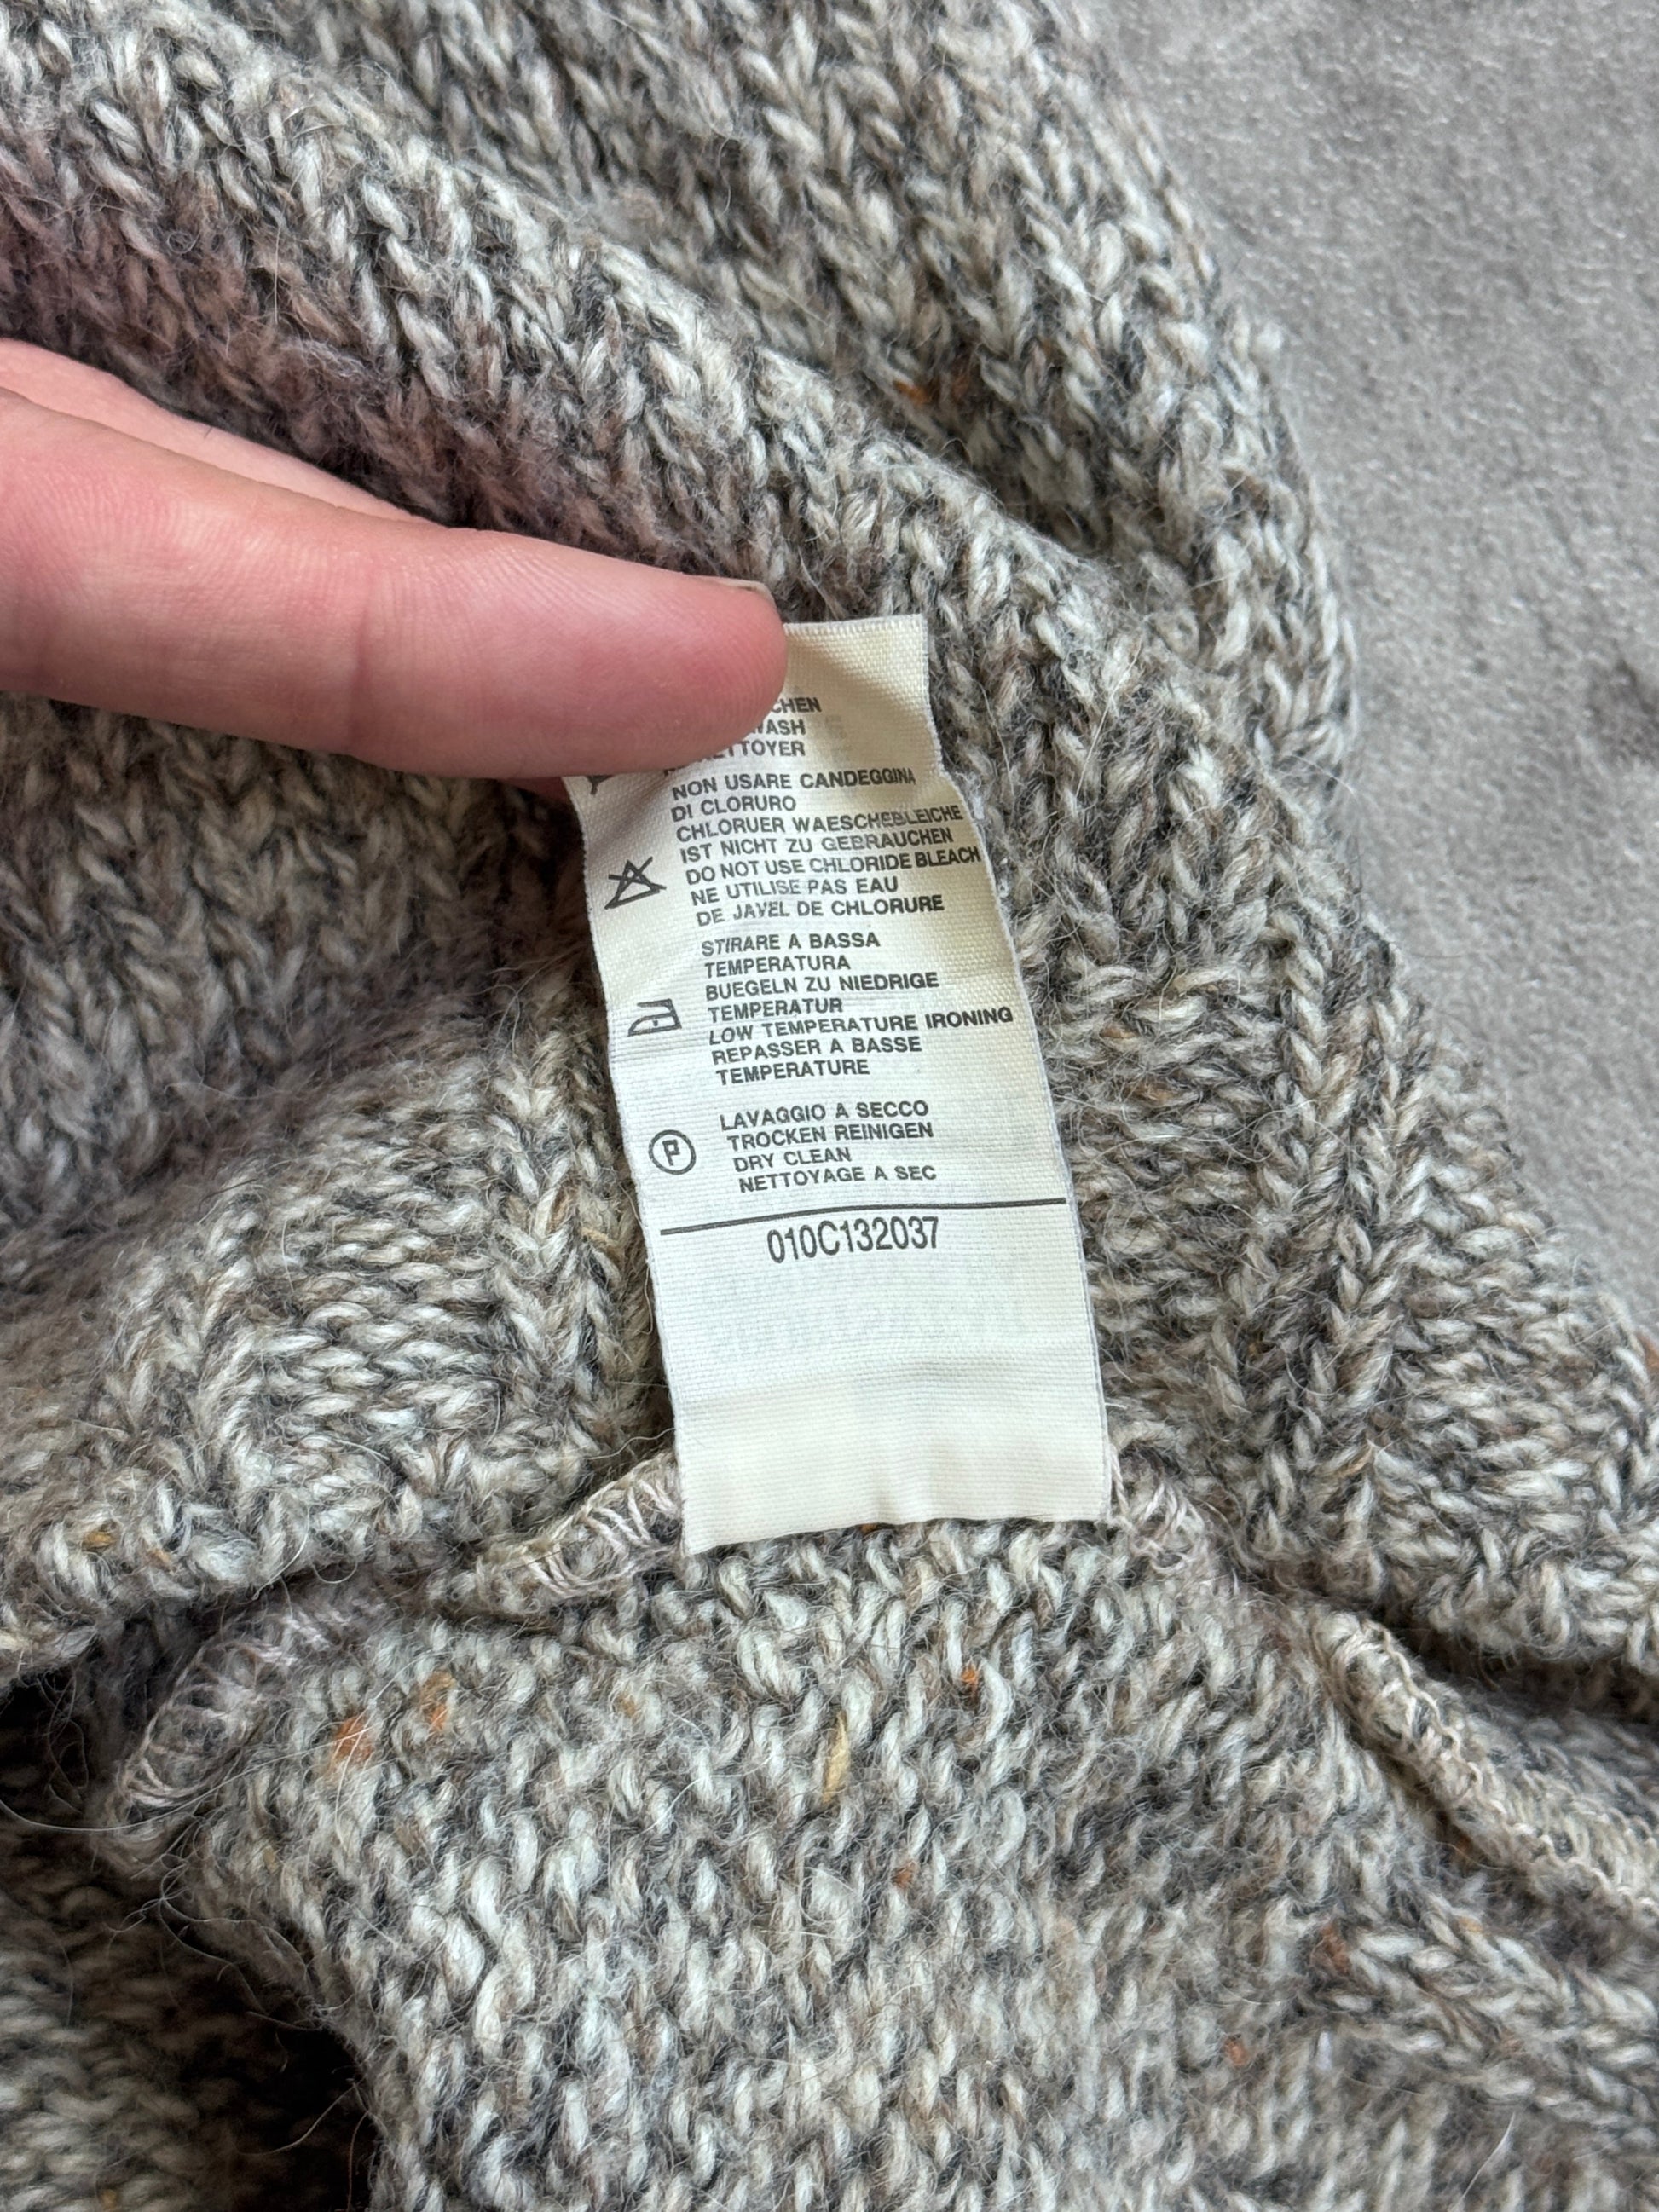 NON USARE CANDEGGINA
DI CLORURO
CHLORUER WAESCHEBLEICHE
IST NICHT ZU GEBRAUCHEN
DO NOT USE CHLORIDE BLEACH
NE UTILISE PAS EAU
DE JAVEL DE CHLORURE
STIRARE A BASSA
TEMPERATURA
BUEGELN ZU NIEDRIGE
TEMPERATUR
LOW TEMPERATURE IRONING
REPASSER A BASSE
TEMPERATURE
P
LAVAGGIO A SECCO
TROCKEN REINIGEN
DRY CLEAN
NETTOYAGE A SEC
010C132037